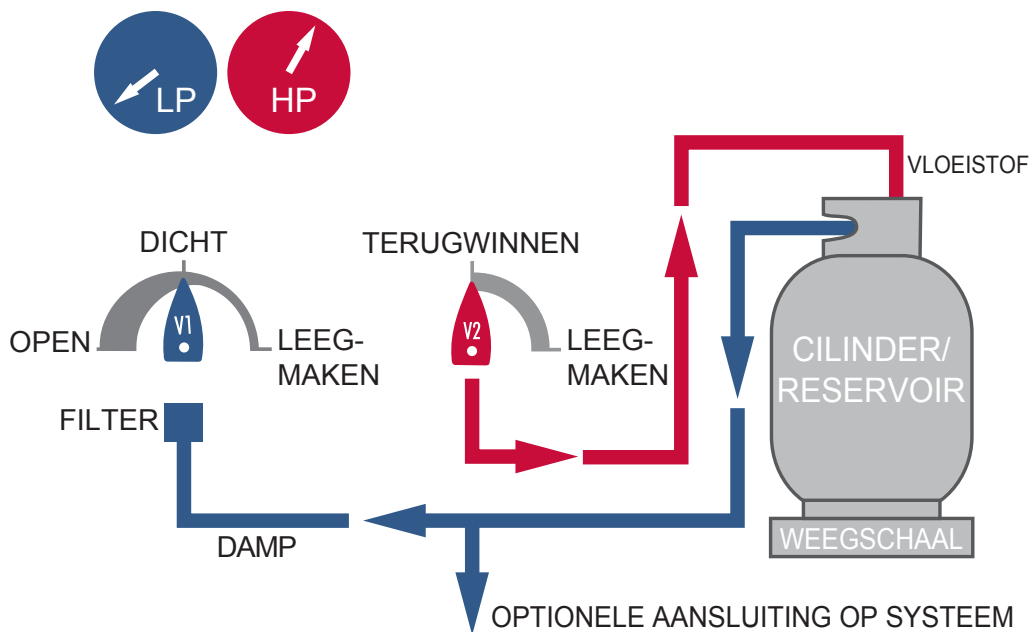 LP
HP
VLOEISTOF
DICHT
TERUGWINNEN
V1
V2
OPEN
LEEG-
MAKEN
LEEG-
MAKEN
CILINDER/
RESERVOIR
FILTER
DAMP
WEEGSCHAAL
OPTIONELE AANSLUITING OP SYSTEEM